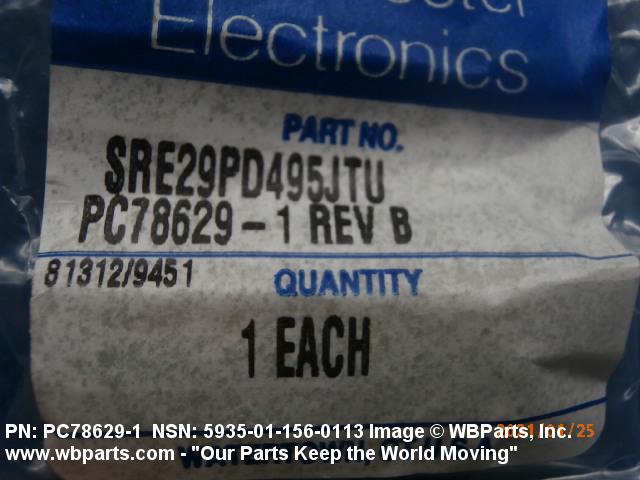 Electronics
PART NO.
SRE29PD495JTU
PC78629-1 REV B
81312/9451
QUANTITY
1 EACH
PN: PC78629-1 NSN: 5935-01-156-0113 Image © WBParts, Inc.
www.wbparts.com - "Our Parts Keep the World Moving"